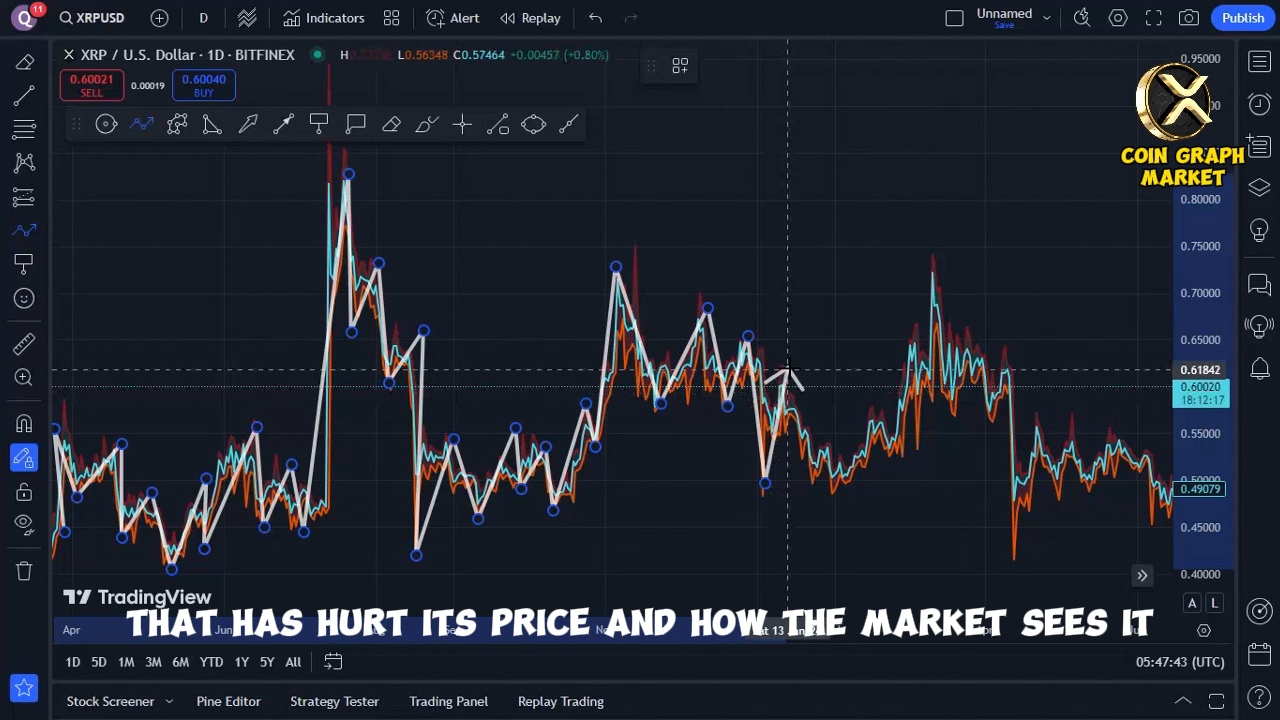 Q
11
XRPUSD
D
Indicators
Alert
Replay
Unnamed
Save
Publish
XRP / U.S. Dollar · 1D · BITFINEX
H
L0.56348 C0.57464 +0.00457 (+0.80%)
0.60021
SELL
0.00019
0.60040
BUY
COIN GRAPH
MARKET
0.95000
0.80000
0.75000
0.70000
0.65000
0.61842
0.60020
18:12:17
0.55000
0.49079
0.45000
0.40000
TradingView
THAT HAS HURT ITS PRICE AND HOW THE MARKET SEES IT
Apr
A
L
1D 5D 1M 3M 6M YTD 1Y 5Y All
05:47:43 (UTC)
Stock Screener
Pine Editor
Strategy Tester
Trading Panel
Replay Trading